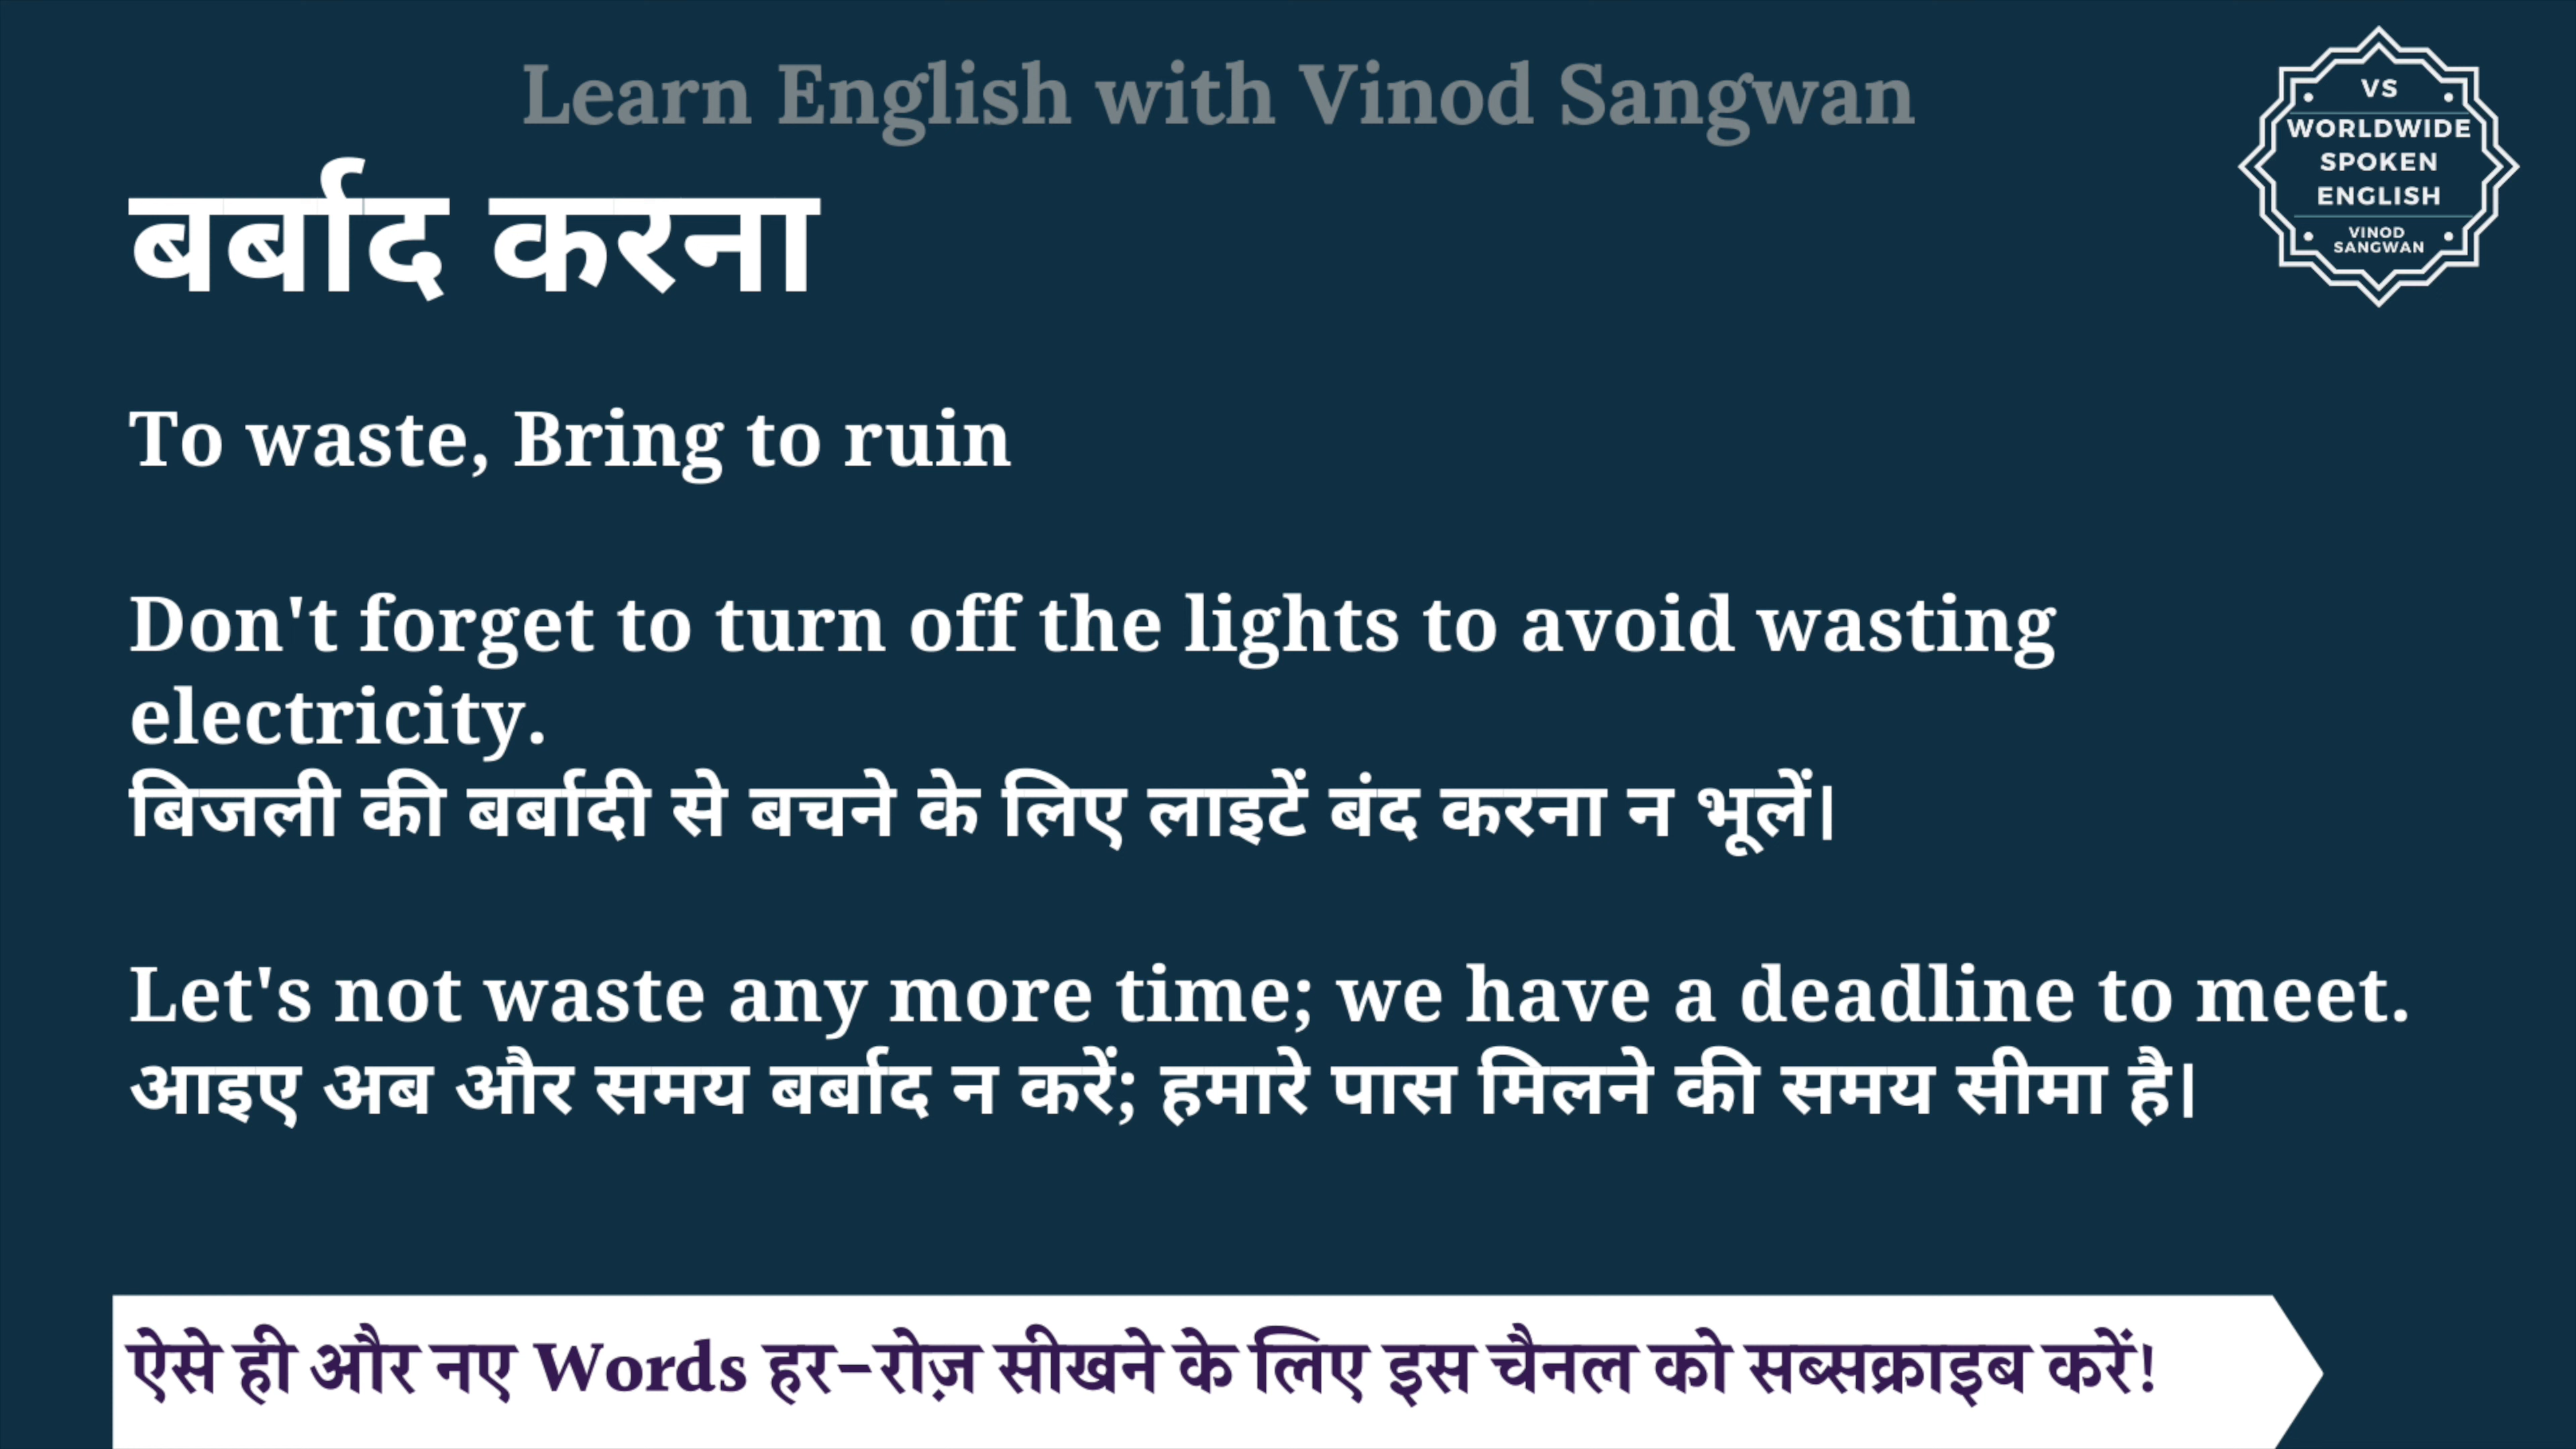 Learn English with Vinod Sangwan
VS
WORLDWIDE
SPOKEN
ENGLISH
VINOD
SANGWAN
बर्बाद करना
To waste, Bring to ruin
Don't forget to turn off the lights to avoid wasting
electricity.
बिजली की बर्बादी से बचने के लिए लाइटें बंद करना न भूलें।
Let's not waste any more time; we have a deadline to meet.
आइए अब और समय बर्बाद न करें; हमारे पास मिलने की समय सीमा है।
ऐसे ही और नए Words हर-रोज़ सीखने के लिए इस चैनल को सब्सक्राइब करें!